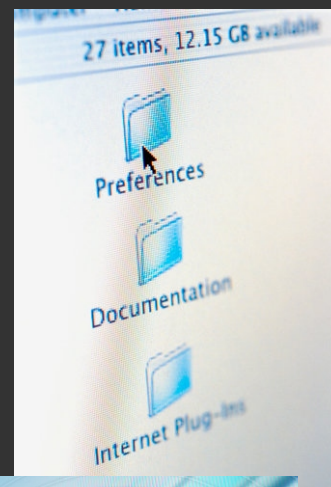 27 items, 12.15 GB available
Preferences
Documentation
Internet Plug-Ins